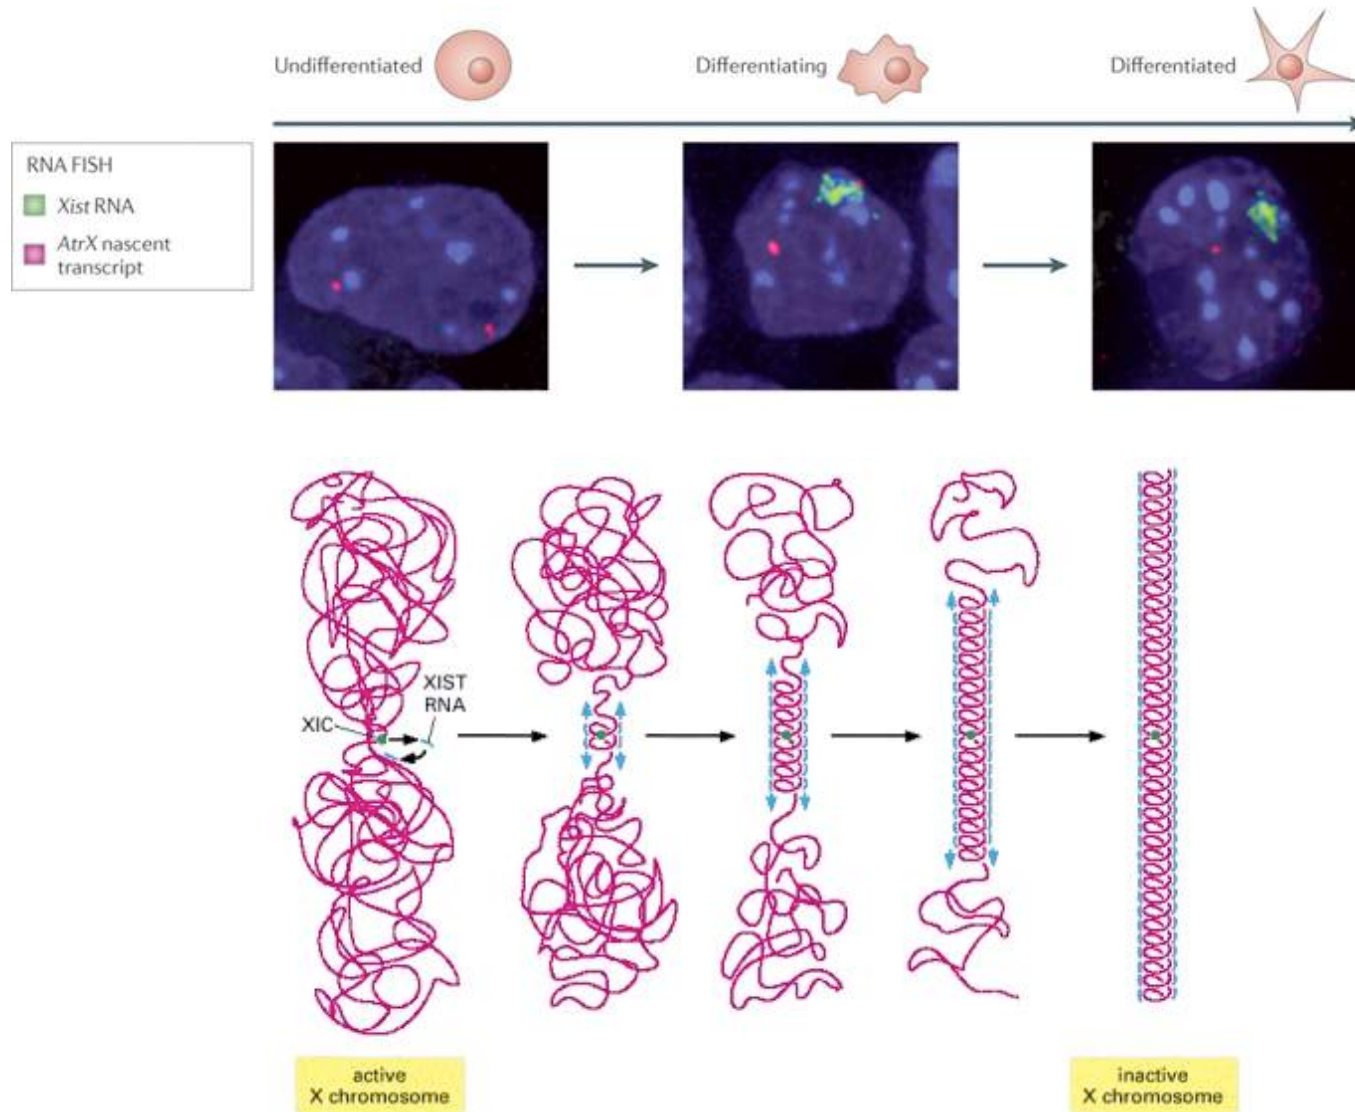 Undifferentiated
Differentiating
Differentiated
RNA FISH
Xist RNA
AtrX nascent
transcript
XIST
RNA
XIC
active
X chromosome
inactive
X chromosome